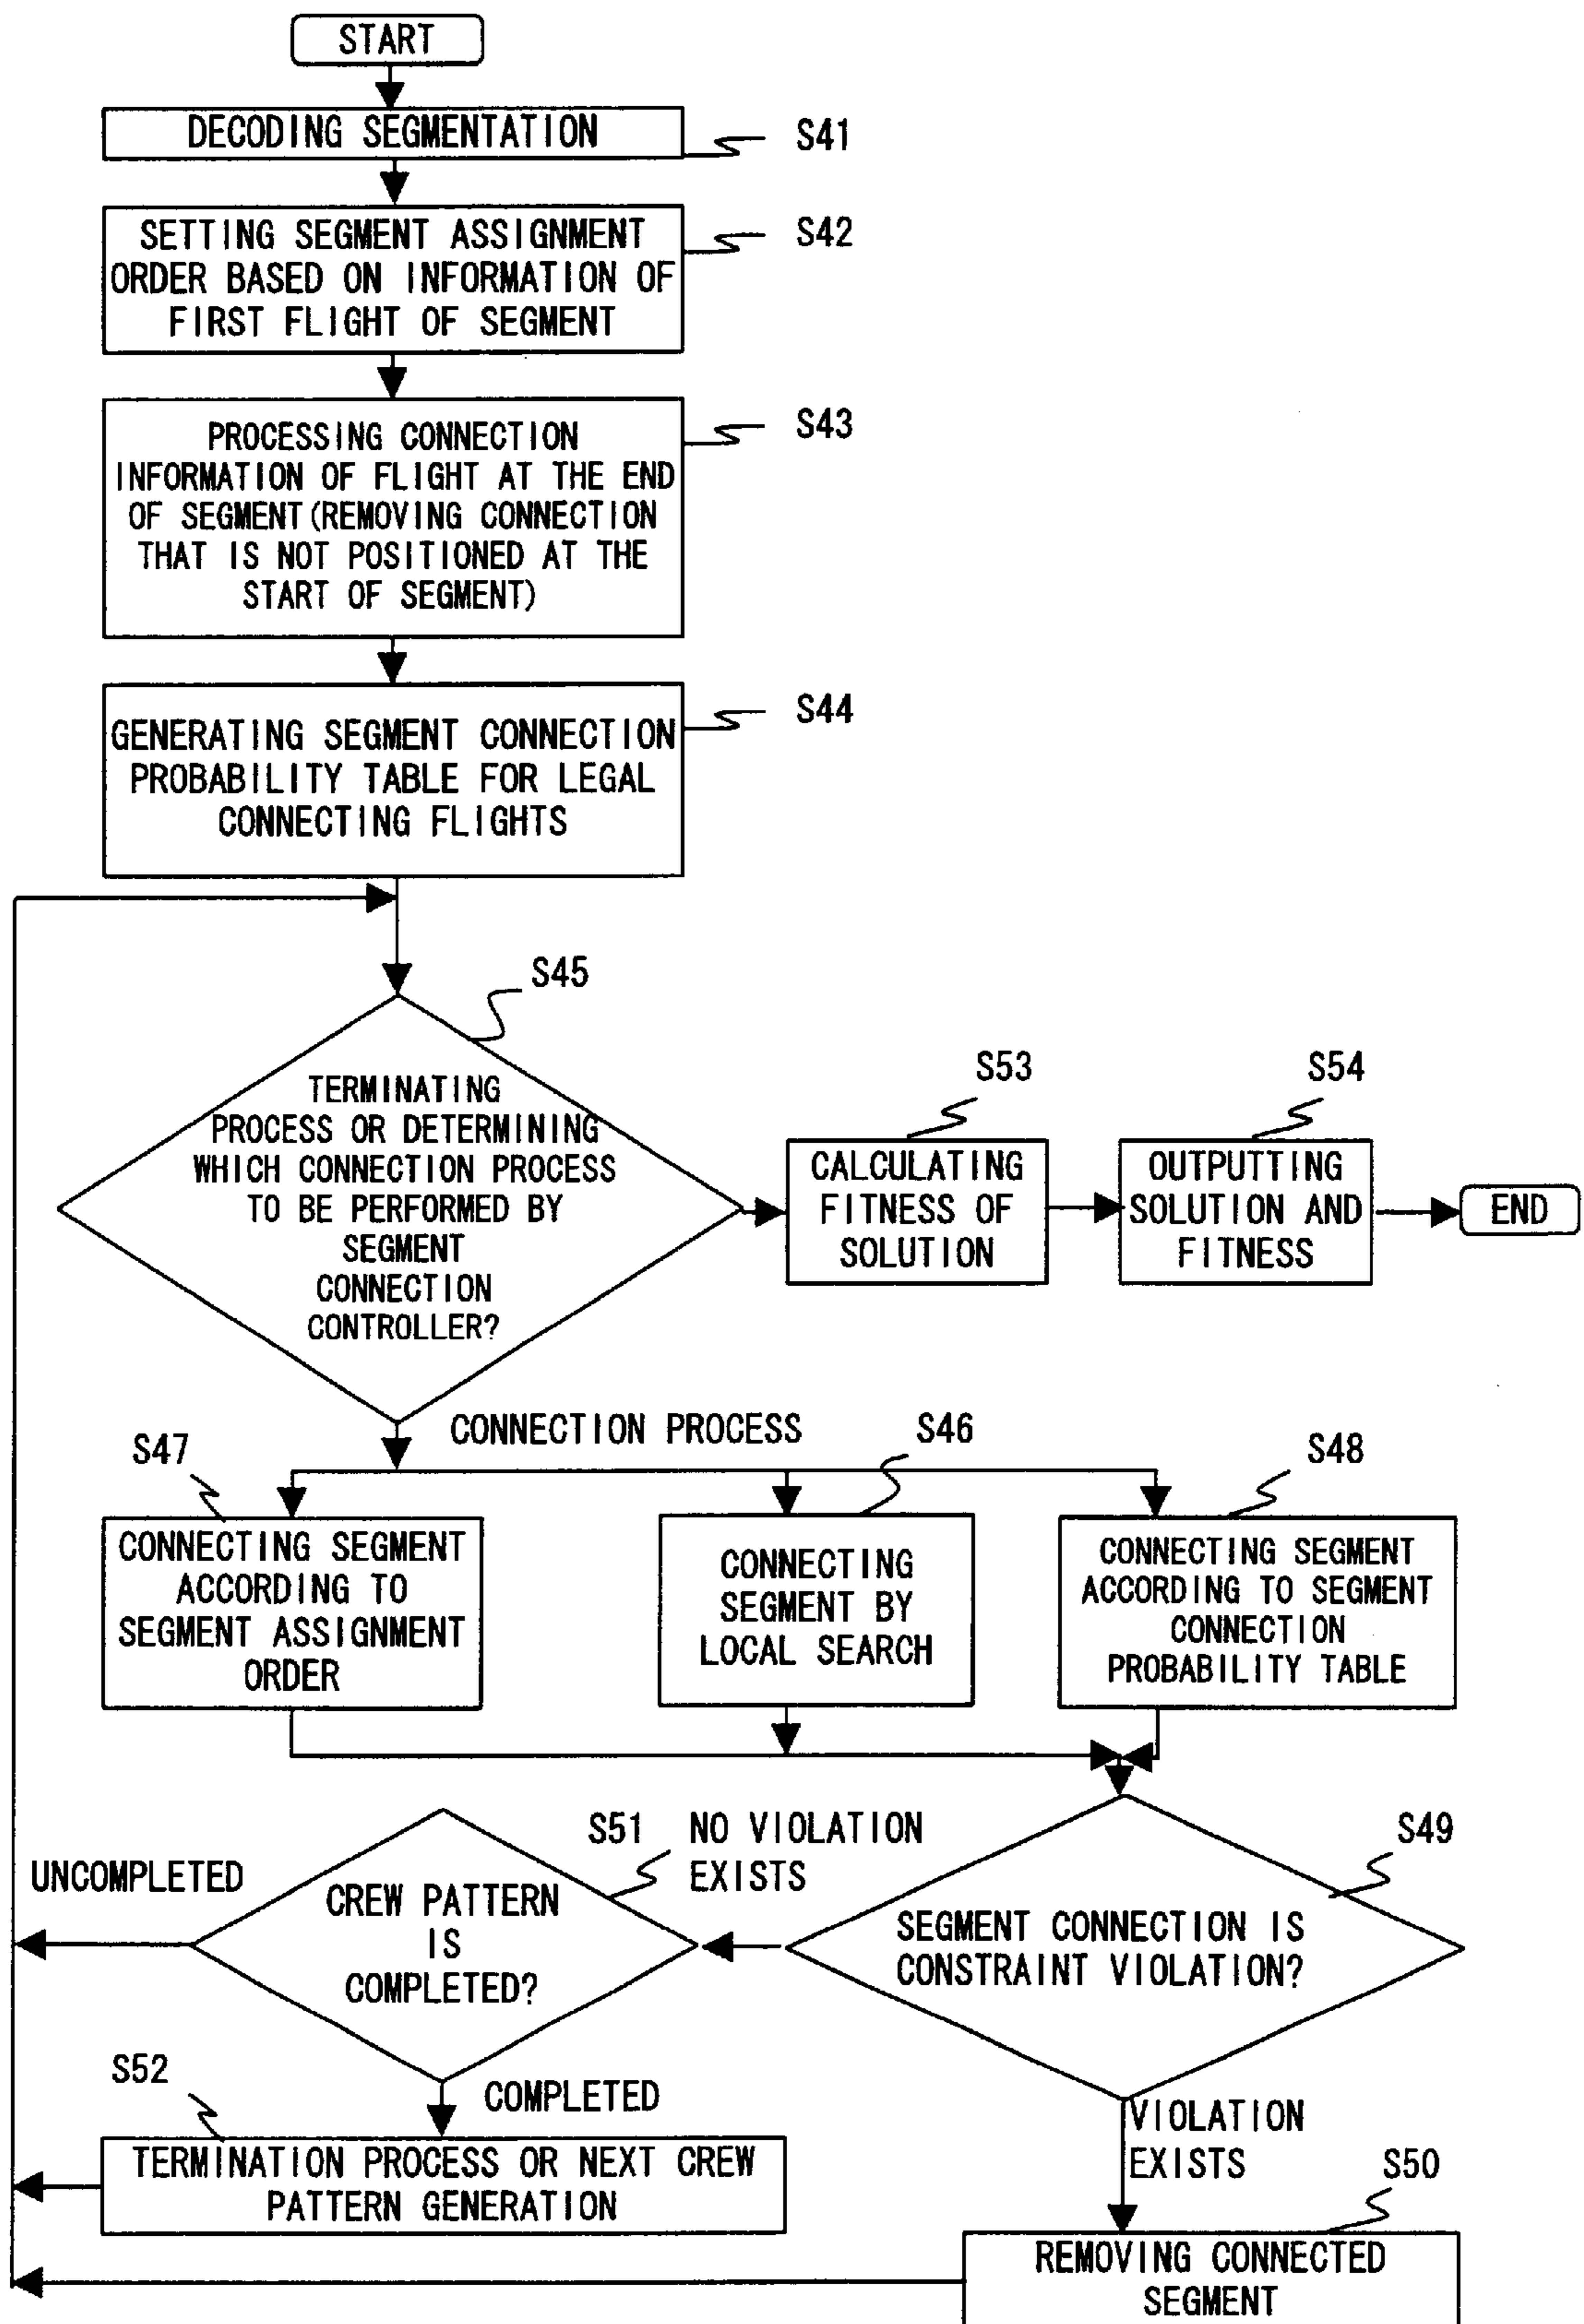 START
DECODING SEGMENTATION
S41
SETTING SEGMENT ASSIGNMENT
ORDER BASED ON INFORMATION OF
FIRST FLIGHT OF SEGMENT
S42
PROCESSING CONNECTION
INFORMATION OF FLIGHT AT THE END
OF SEGMENT(REMOVING CONNECTION
THAT IS NOT POSITIONED AT THE
START OF SEGMENT)
S43
GENERATING SEGMENT CONNECTION
PROBABILITY TABLE FOR LEGAL
CONNECTING FLIGHTS
S44
S45
TERMINATING
PROCESS OR DETERMINING
WHICH CONNECTION PROCESS
TO BE PERFORMED BY
SEGMENT
CONNECTION
CONTROLLER?
S53
CALCULATING
FITNESS OF
SOLUTION
S54
OUTPUTTING
SOLUTION AND
FITNESS
END
CONNECTION PROCESS
S47
CONNECTING SEGMENT
ACCORDING TO
SEGMENT ASSIGNMENT
ORDER
S46
CONNECTING
SEGMENT BY
LOCAL SEARCH
S48
CONNECTING SEGMENT
ACCORDING TO SEGMENT
CONNECTION
PROBABILITY TABLE
S49
SEGMENT CONNECTION IS
CONSTRAINT VIOLATION?
NO VIOLATION
EXISTS
S51
CREW PATTERN
IS
COMPLETED?
UNCOMPLETED
COMPLETED
S52
TERMINATION PROCESS OR NEXT CREW
PATTERN GENERATION
VIOLATION
EXISTS
S50
REMOVING CONNECTED
SEGMENT